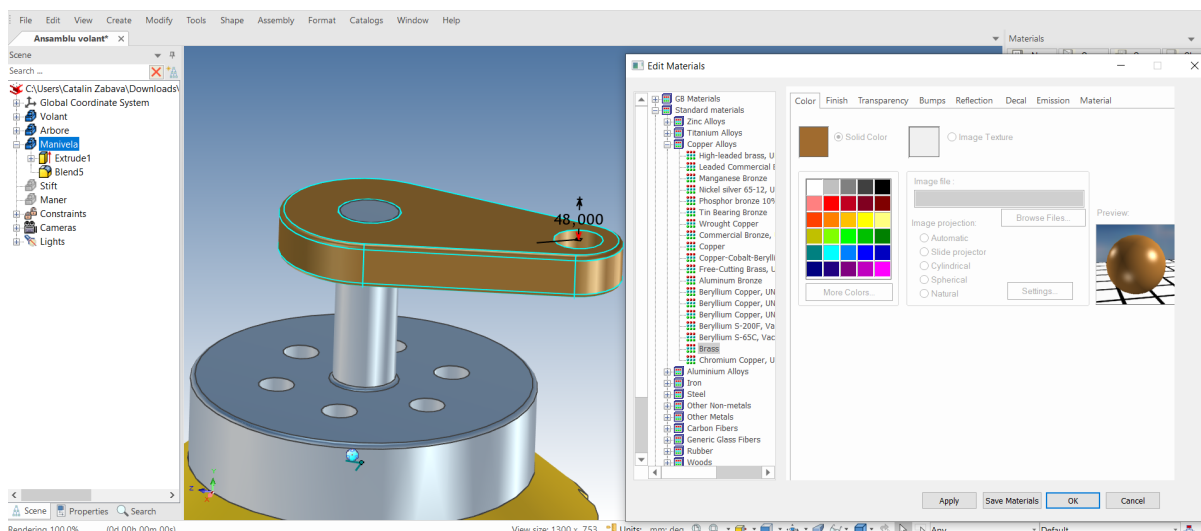 File Edit View Create Modify Tools Shape Assembly Format Catalogs Window Help
Ansamblu volant*
Materials
Scene
Search ...
C:\Users\Catalin Zabava\Downloads\
Global Coordinate System
Volant
Arbore
Manivela
Extrude1
Blend5
Stift
Maner
Constraints
Cameras
Lights
Scene Properties Search
48,000
Edit Materials
GB Materials
Standard materials
Zinc Alloys
Titanium Alloys
Copper Alloys
High-leaded brass, U
Leaded Commercial B
Manganese Bronze
Nickel silver 65-12, U
Phosphor bronze 10%
Tin Bearing Bronze
Wrought Copper
Commercial Bronze,
Copper
Copper-Cobalt-Berylli
Free-Cutting Brass, U
Aluminum Bronze
Beryllium Copper, UN
Beryllium Copper, UN
Beryllium Copper, UN
Beryllium S-200F, Va
Beryllium S-65C, Vac
Brass
Chromium Copper, U
Aluminium Alloys
Iron
Steel
Other Non-metals
Other Metals
Carbon Fibers
Generic Glass Fibers
Rubber
Woods
Color Finish Transparency Bumps Reflection Decal Emission Material
Solid Color Image Texture
More Colors...
Image file :
Browse Files...
Image projection:
Automatic
Slide projector
Cylindrical
Spherical
Natural
Settings...
Preview:
Apply Save Materials OK Cancel
Rendering 100.0% (0d 00h 00m 00s) View size: 1300 x 753 Units: mm; deg Any Default